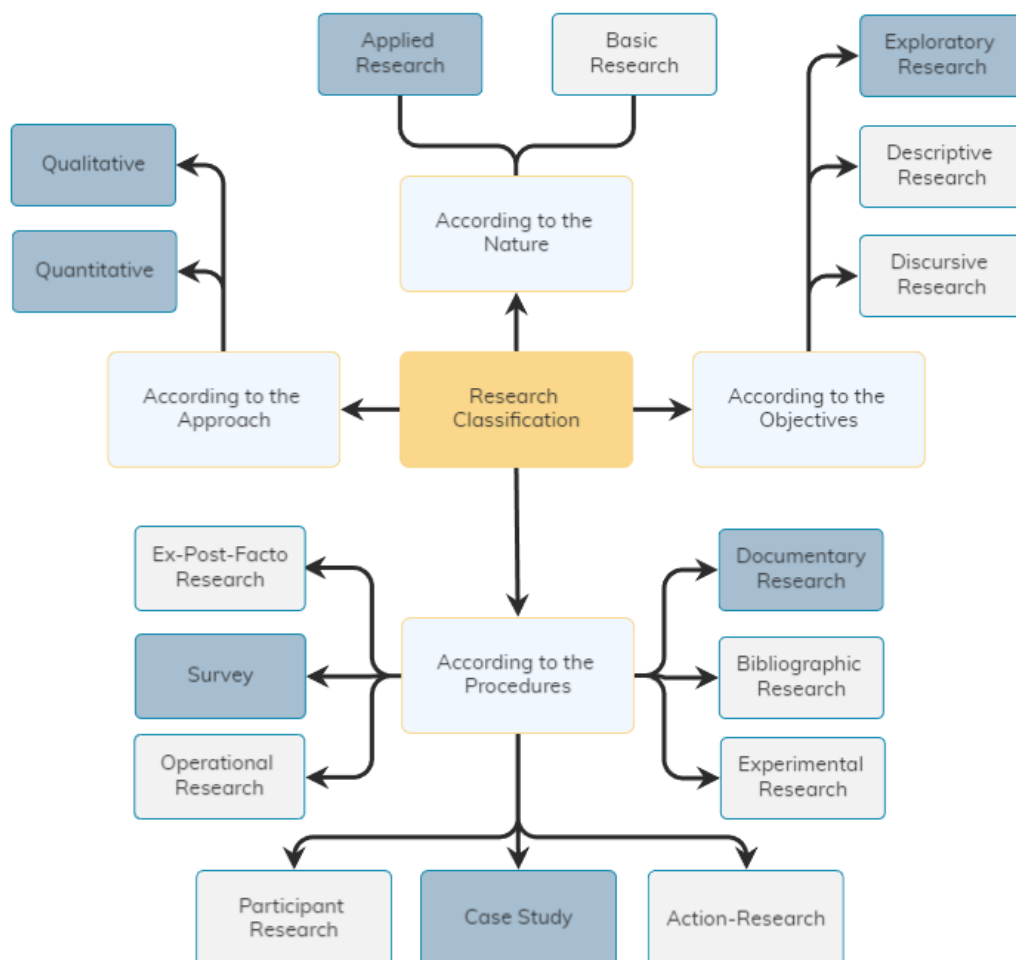 Applied
Research
Basic
Research
Exploratory
Research
Qualitative
Descriptive
Research
According to the
Nature
Quantitative
Discursive
Research
According to the
Approach
Research
Classification
According to the
Objectives
Ex-Post-Facto
Research
Documentary
Research
Survey
According to the
Procedures
Bibliographic
Research
Operational
Research
Experimental
Research
Participant
Research
Case Study
Action-Research